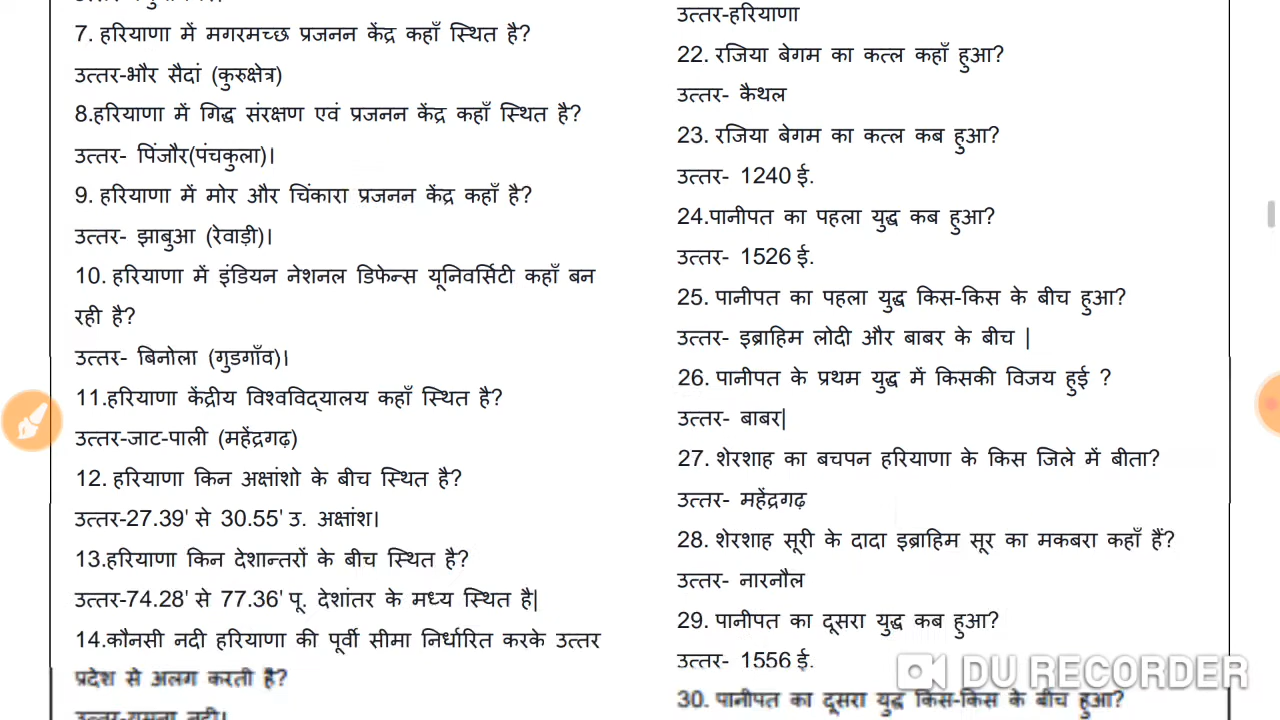 7. हरियाणा में मगरमच्छ प्रजनन केंद्र कहाँ स्थित है?
उत्तर-भौर सैदां (कुरुक्षेत्र)
8.हरियाणा में गिद्ध संरक्षण एवं प्रजनन केंद्र कहाँ स्थित है?
उत्तर- पिंजौर(पंचकुला)।
9. हरियाणा में मोर और चिंकारा प्रजनन केंद्र कहाँ है?
उत्तर- झाबुआ (रेवाड़ी)।
10. हरियाणा में इंडियन नेशनल डिफेन्स यूनिवर्सिटी कहाँ बन
रही है?
उत्तर- बिनोला (गुडगाँव)।
11.हरियाणा केंद्रीय विश्वविद्यालय कहाँ स्थित है?
उत्तर-जाट-पाली (महेंद्रगढ़)
12. हरियाणा किन अक्षांशो के बीच स्थित है?
उत्तर-27.39' से 30.55' उ. अक्षांश।
13.हरियाणा किन देशान्तरों के बीच स्थित है?
उत्तर-74.28' से 77.36' पू. देशांतर के मध्य स्थित है|
14.कौनसी नदी हरियाणा की पूर्वी सीमा निर्धारित करके उत्तर
प्रदेश से अलग करती है?
उत्तर-यमुना नदी।
उत्तर-हरियाणा
22. रजिया बेगम का कत्ल कहाँ हुआ?
उत्तर- कैथल
23. रजिया बेगम का कत्ल कब हुआ?
उत्तर- 1240 ई.
24.पानीपत का पहला युद्ध कब हुआ?
उत्तर- 1526 ई.
25. पानीपत का पहला युद्ध किस-किस के बीच हुआ?
उत्तर- इब्राहिम लोदी और बाबर के बीच |
26. पानीपत के प्रथम युद्ध में किसकी विजय हुई ?
उत्तर- बाबर|
27. शेरशाह का बचपन हरियाणा के किस जिले में बीता?
उत्तर- महेंद्रगढ़
28. शेरशाह सूरी के दादा इब्राहिम सूर का मकबरा कहाँ हैं?
उत्तर- नारनौल
29. पानीपत का दूसरा युद्ध कब हुआ?
उत्तर- 1556 ई.
30. पानीपत का दूसरा युद्ध किस-किस के बीच हुआ?
DU RECORDER